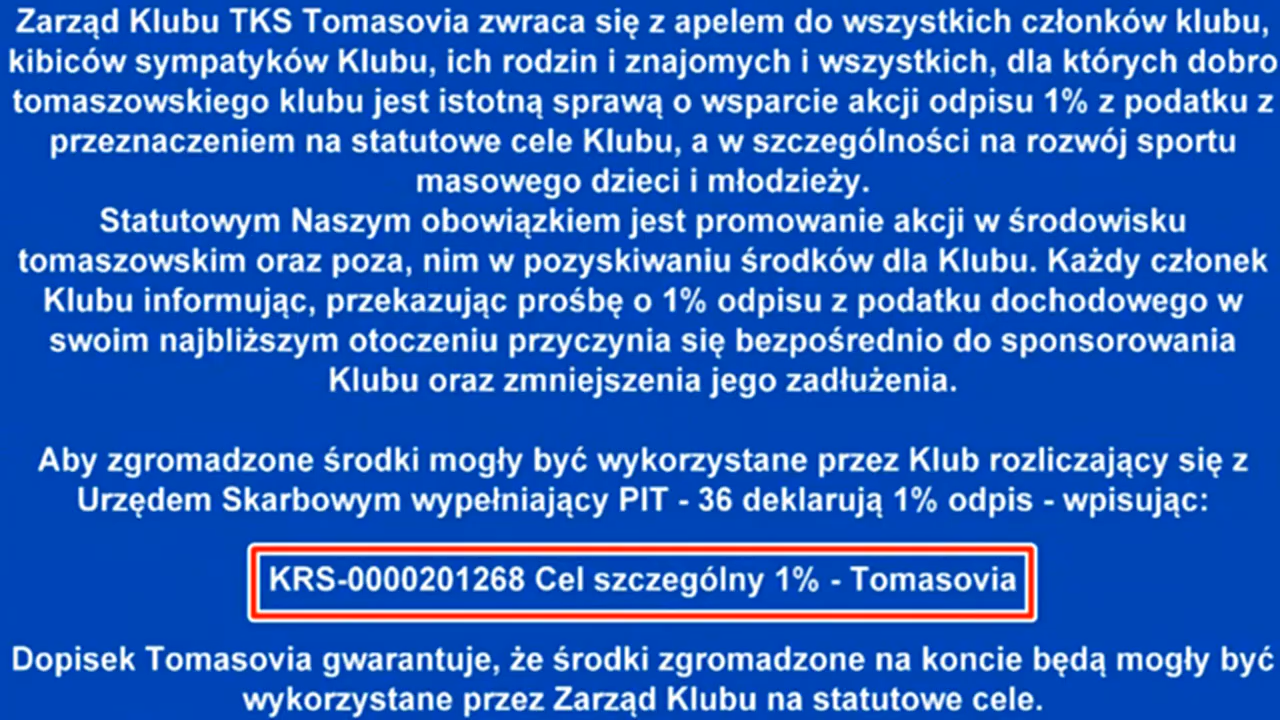 Zarząd Klubu TKS Tomasovia zwraca się z apelem do wszystkich członków klubu,
kibiców sympatyków Klubu, ich rodzin i znajomych i wszystkich, dla których dobro
tomaszowskiego klubu jest istotną sprawą o wsparcie akcji odpisu 1% z podatku z
przeznaczeniem na statutowe cele Klubu, a w szczególności na rozwój sportu
masowego dzieci i młodzieży.
Statutowym Naszym obowiązkiem jest promowanie akcji w środowisku
tomaszowskim oraz poza, nim w pozyskiwaniu środków dla Klubu. Każdy członek
Klubu informując, przekazując prośbę o 1% odpisu z podatku dochodowego w
swoim najbliższym otoczeniu przyczynia się bezpośrednio do sponsorowania
Klubu oraz zmniejszenia jego zadłużenia.
Aby zgromadzone środki mogły być wykorzystane przez Klub rozliczający się z
Urzędem Skarbowym wypełniający PIT - 36 deklarują 1% odpis - wpisując:
KRS-0000201268 Cel szczególny 1% - Tomasovia
Dopisek Tomasovia gwarantuje, że środki zgromadzone na koncie będą mogły być
wykorzystane przez Zarząd Klubu na statutowe cele.